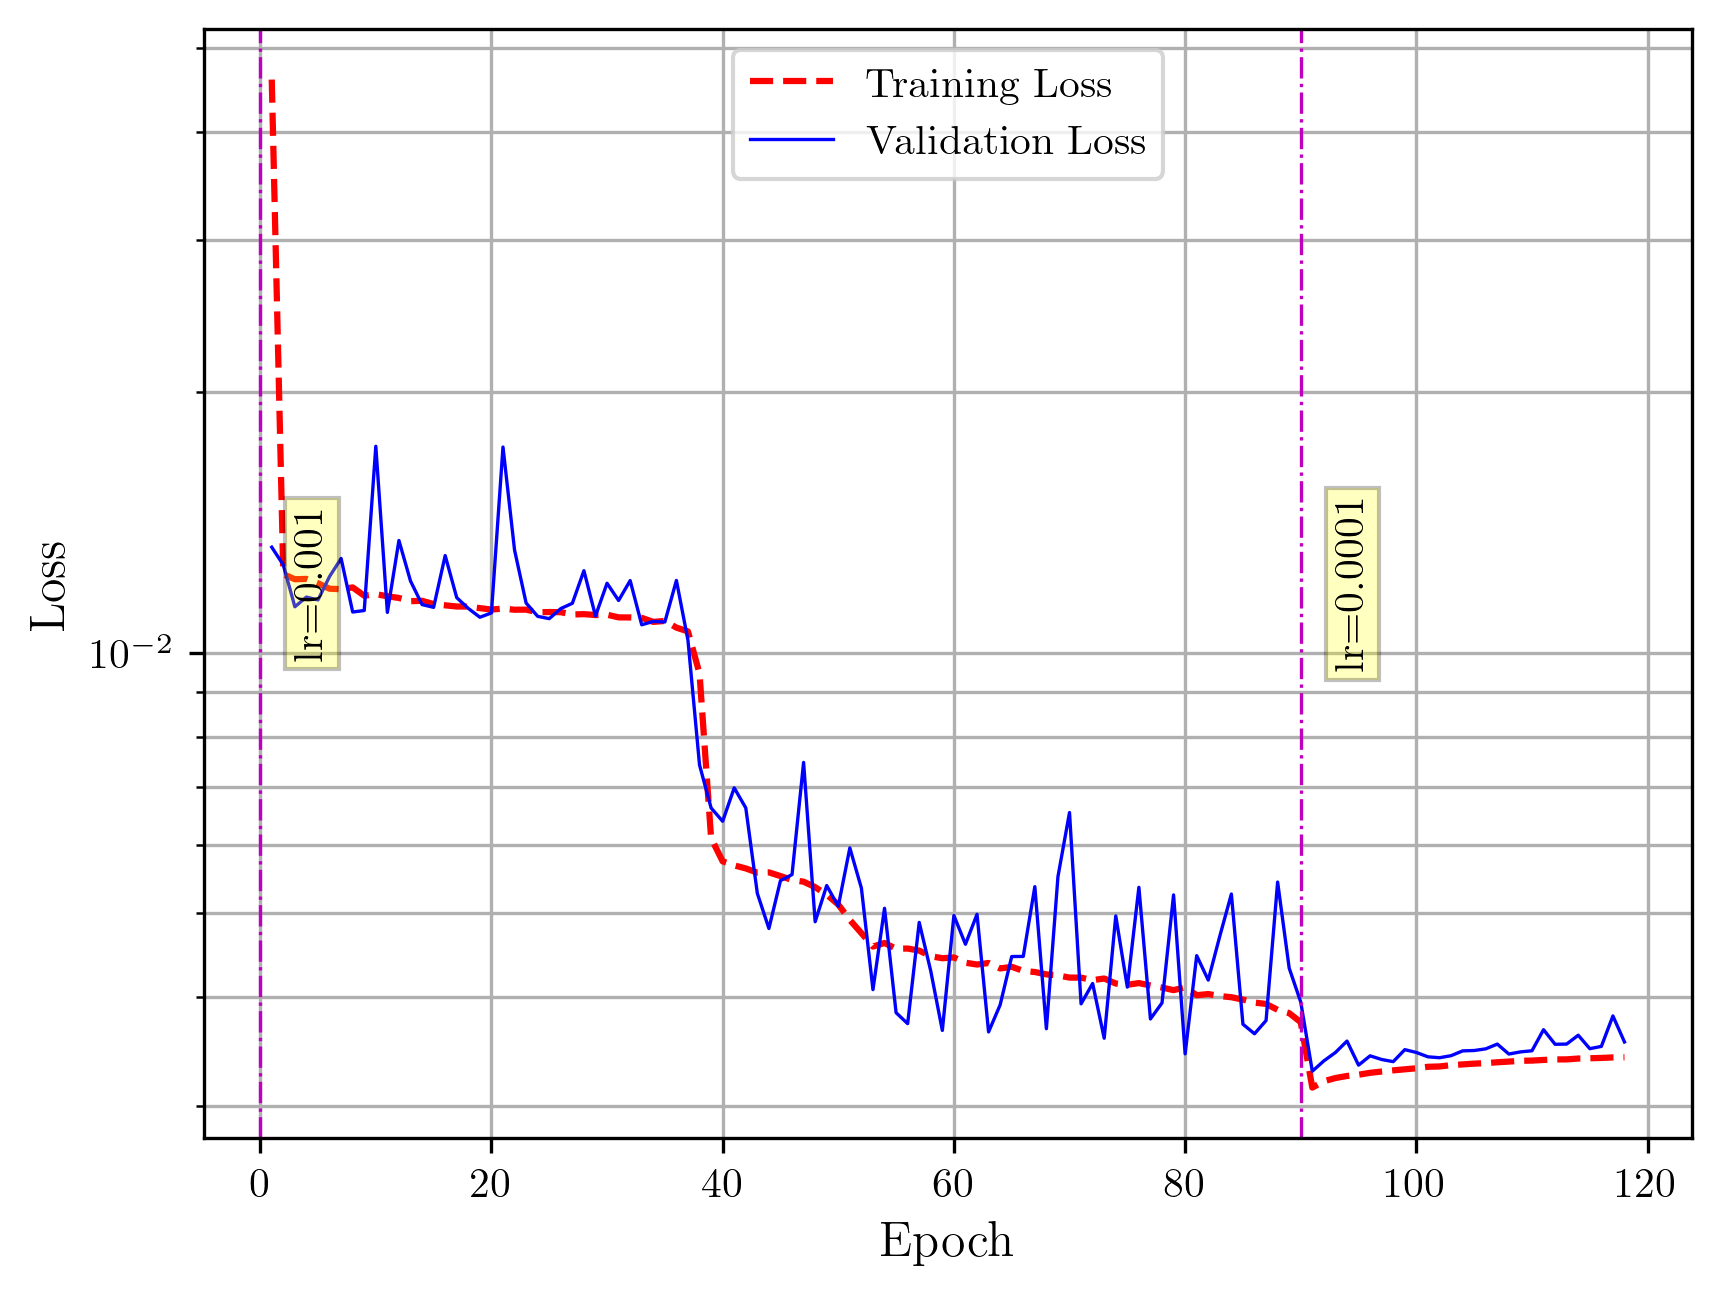 Training Loss
Validation Loss
lr=0.001
lr=0.0001
Loss
10⁻²
0 20 40 60 80 100 120
Epoch